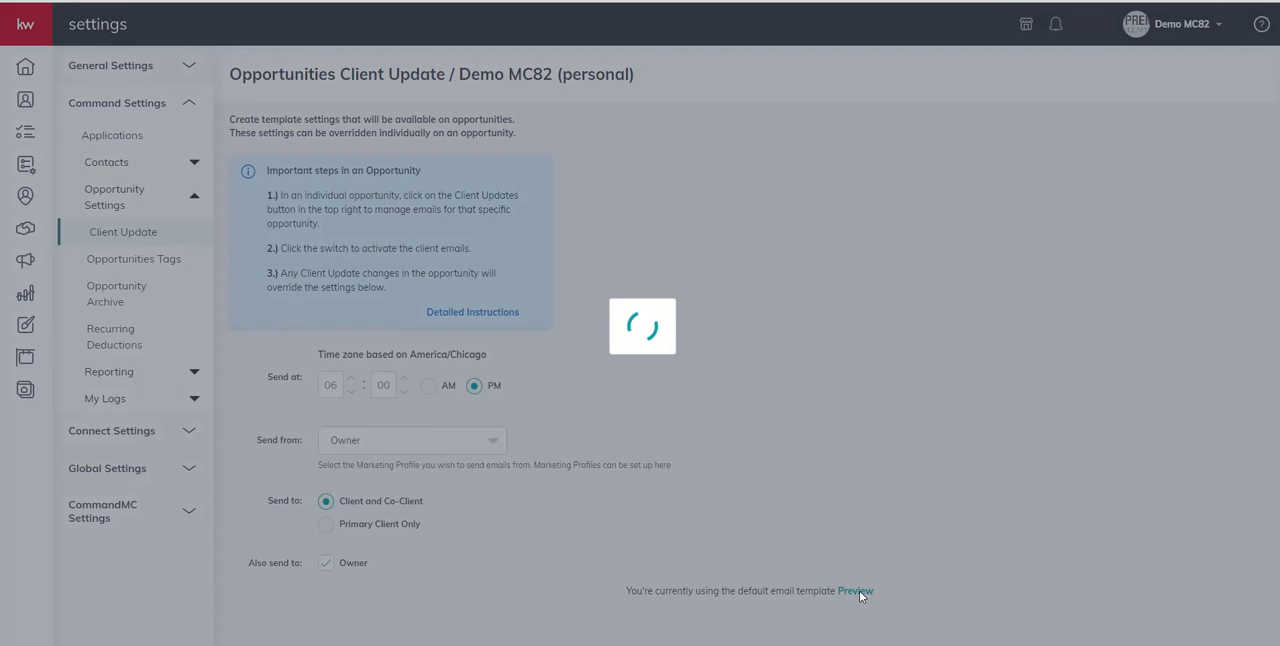 kw
settings
PREI
Demo MC82
?
General Settings
Command Settings
Applications
Contacts
Opportunity
Settings
Client Update
Opportunities Tags
Opportunity
Archive
Recurring
Deductions
Reporting
My Logs
Connect Settings
Global Settings
CommandMC
Settings
Opportunities Client Update / Demo MC82 (personal)
Create template settings that will be available on opportunities.
These settings can be overridden individually on an opportunity.
Important steps in an Opportunity
1.) In an individual opportunity, click on the Client Updates
button in the top right to manage emails for that specific
opportunity.
2.) Click the switch to activate the client emails.
3.) Any Client Update changes in the opportunity will
override the settings below.
Detailed Instructions
Time zone based on America/Chicago
Send at: 06 : 00 AM PM
Send from: Owner
Select the Marketing Profile you wish to send emails from. Marketing Profiles can be set up here
Send to: Client and Co-Client
Primary Client Only
Also send to: Owner
You're currently using the default email template Preview